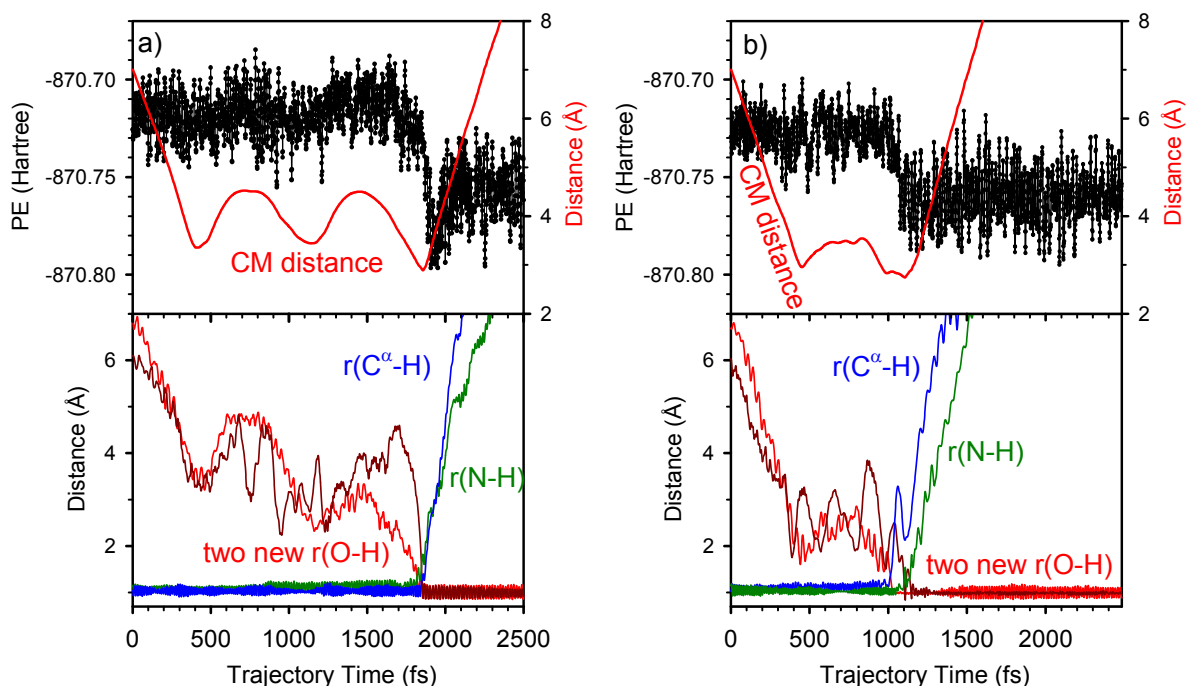 a)
PE (Hartree)
-870.70
-870.75
-870.80
8
6
4
2
Distance (Å)
CM distance
b)
PE (Hartree)
-870.70
-870.75
-870.80
8
6
4
2
Distance (Å)
CM distance
Distance (Å)
6
4
2
r(Cα-H)
r(N-H)
two new r(O-H)
0 500 1000 1500 2000 2500
Trajectory Time (fs)
Distance (Å)
6
4
2
r(Cα-H)
r(N-H)
two new r(O-H)
0 500 1000 1500 2000
Trajectory Time (fs)